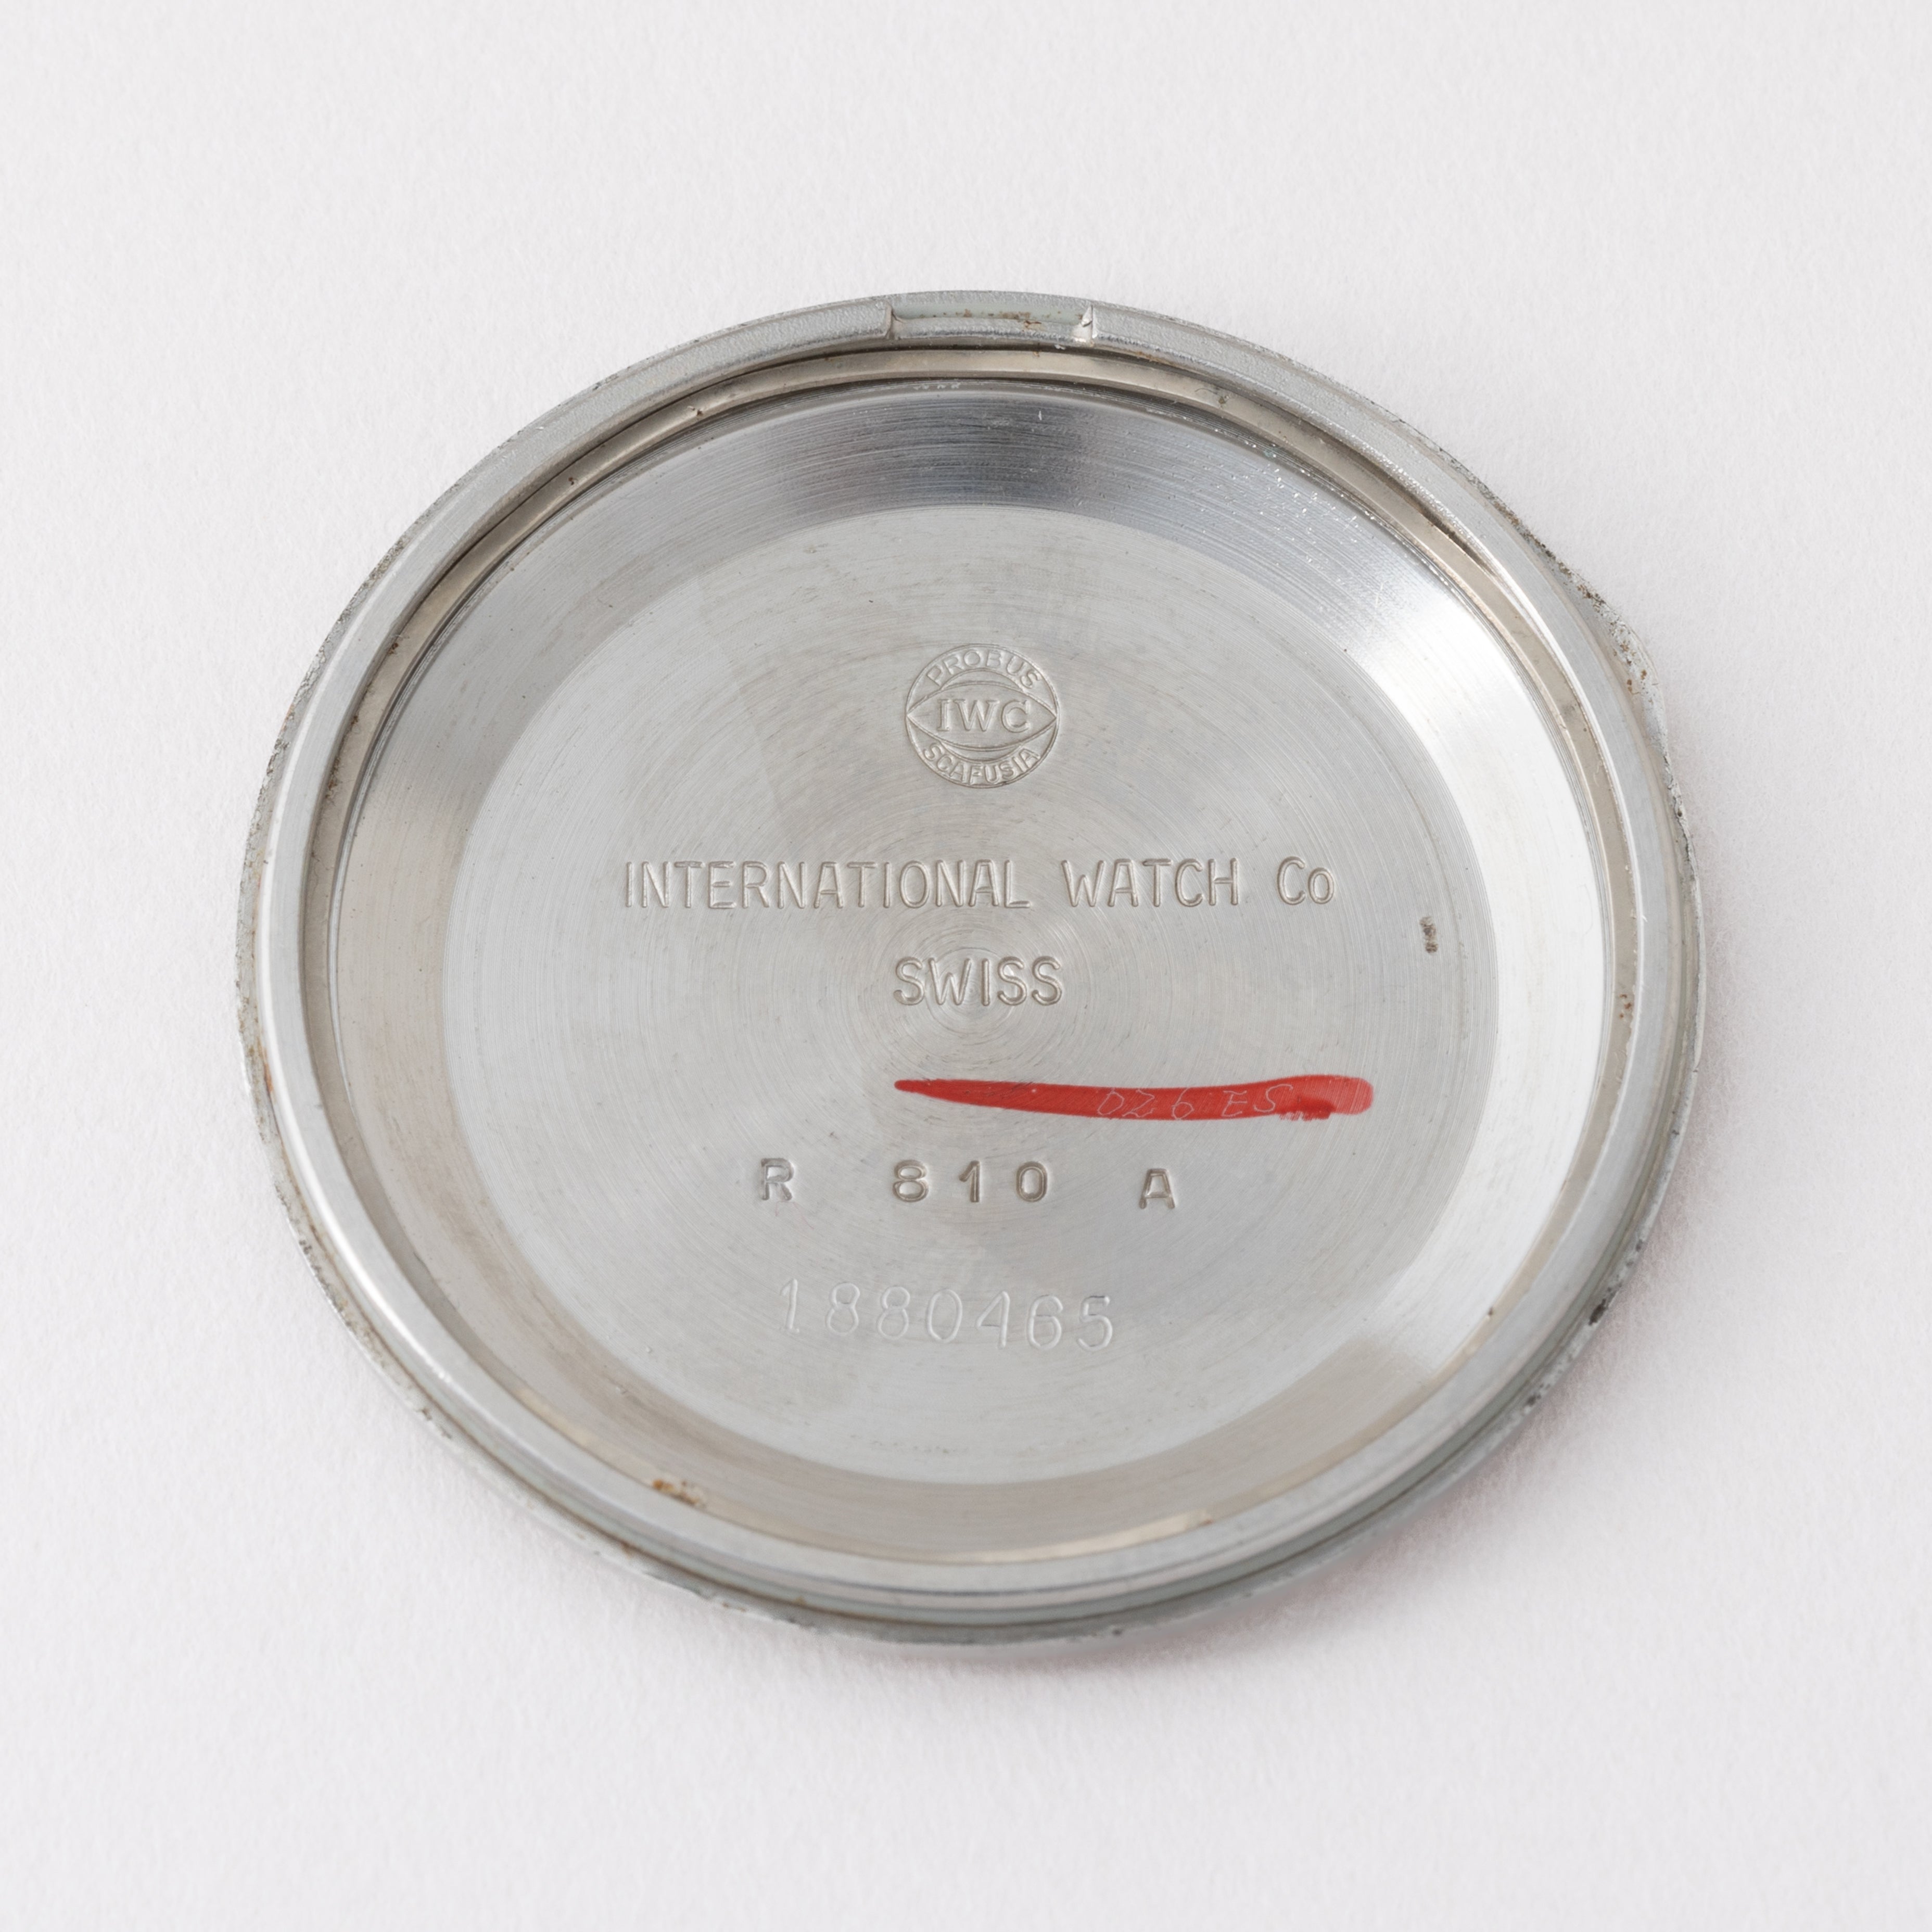 PROBUS
IWC
SCAFUSIA
INTERNATIONAL WATCH Co
SWISS
R 810 A
1880465